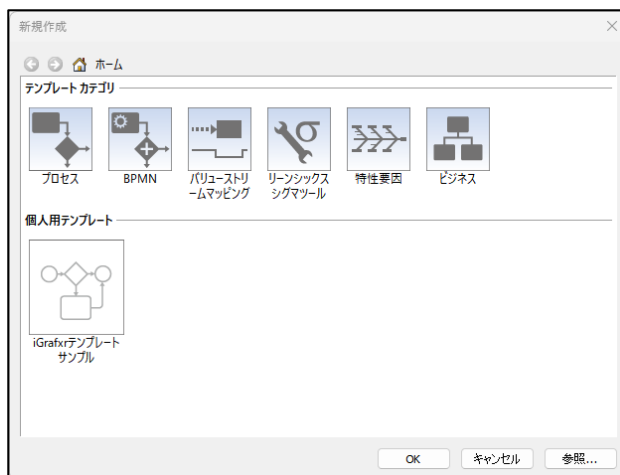 新規作成
ホーム
テンプレート カテゴリ
プロセス
BPMN
バリューストリ
ームマッピング
リーンシックス
シグマツール
特性要因
ビジネス
個人用テンプレート
iGrafxrテンプレート
サンプル
OK
キャンセル
参照...